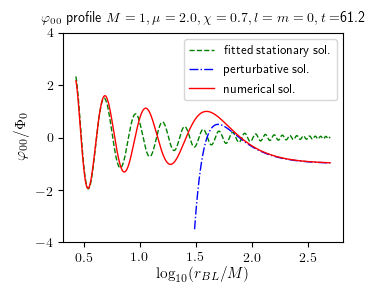 φ₀₀ profile M = 1, μ = 2.0, χ = 0.7, l = m = 0, t =61.2
fitted stationary sol.
perturbative sol.
numerical sol.
φ₀₀/Φ₀
4
2
0
−2
−4
0.5 1.0 1.5 2.0 2.5
log₁₀(r_BL/M)